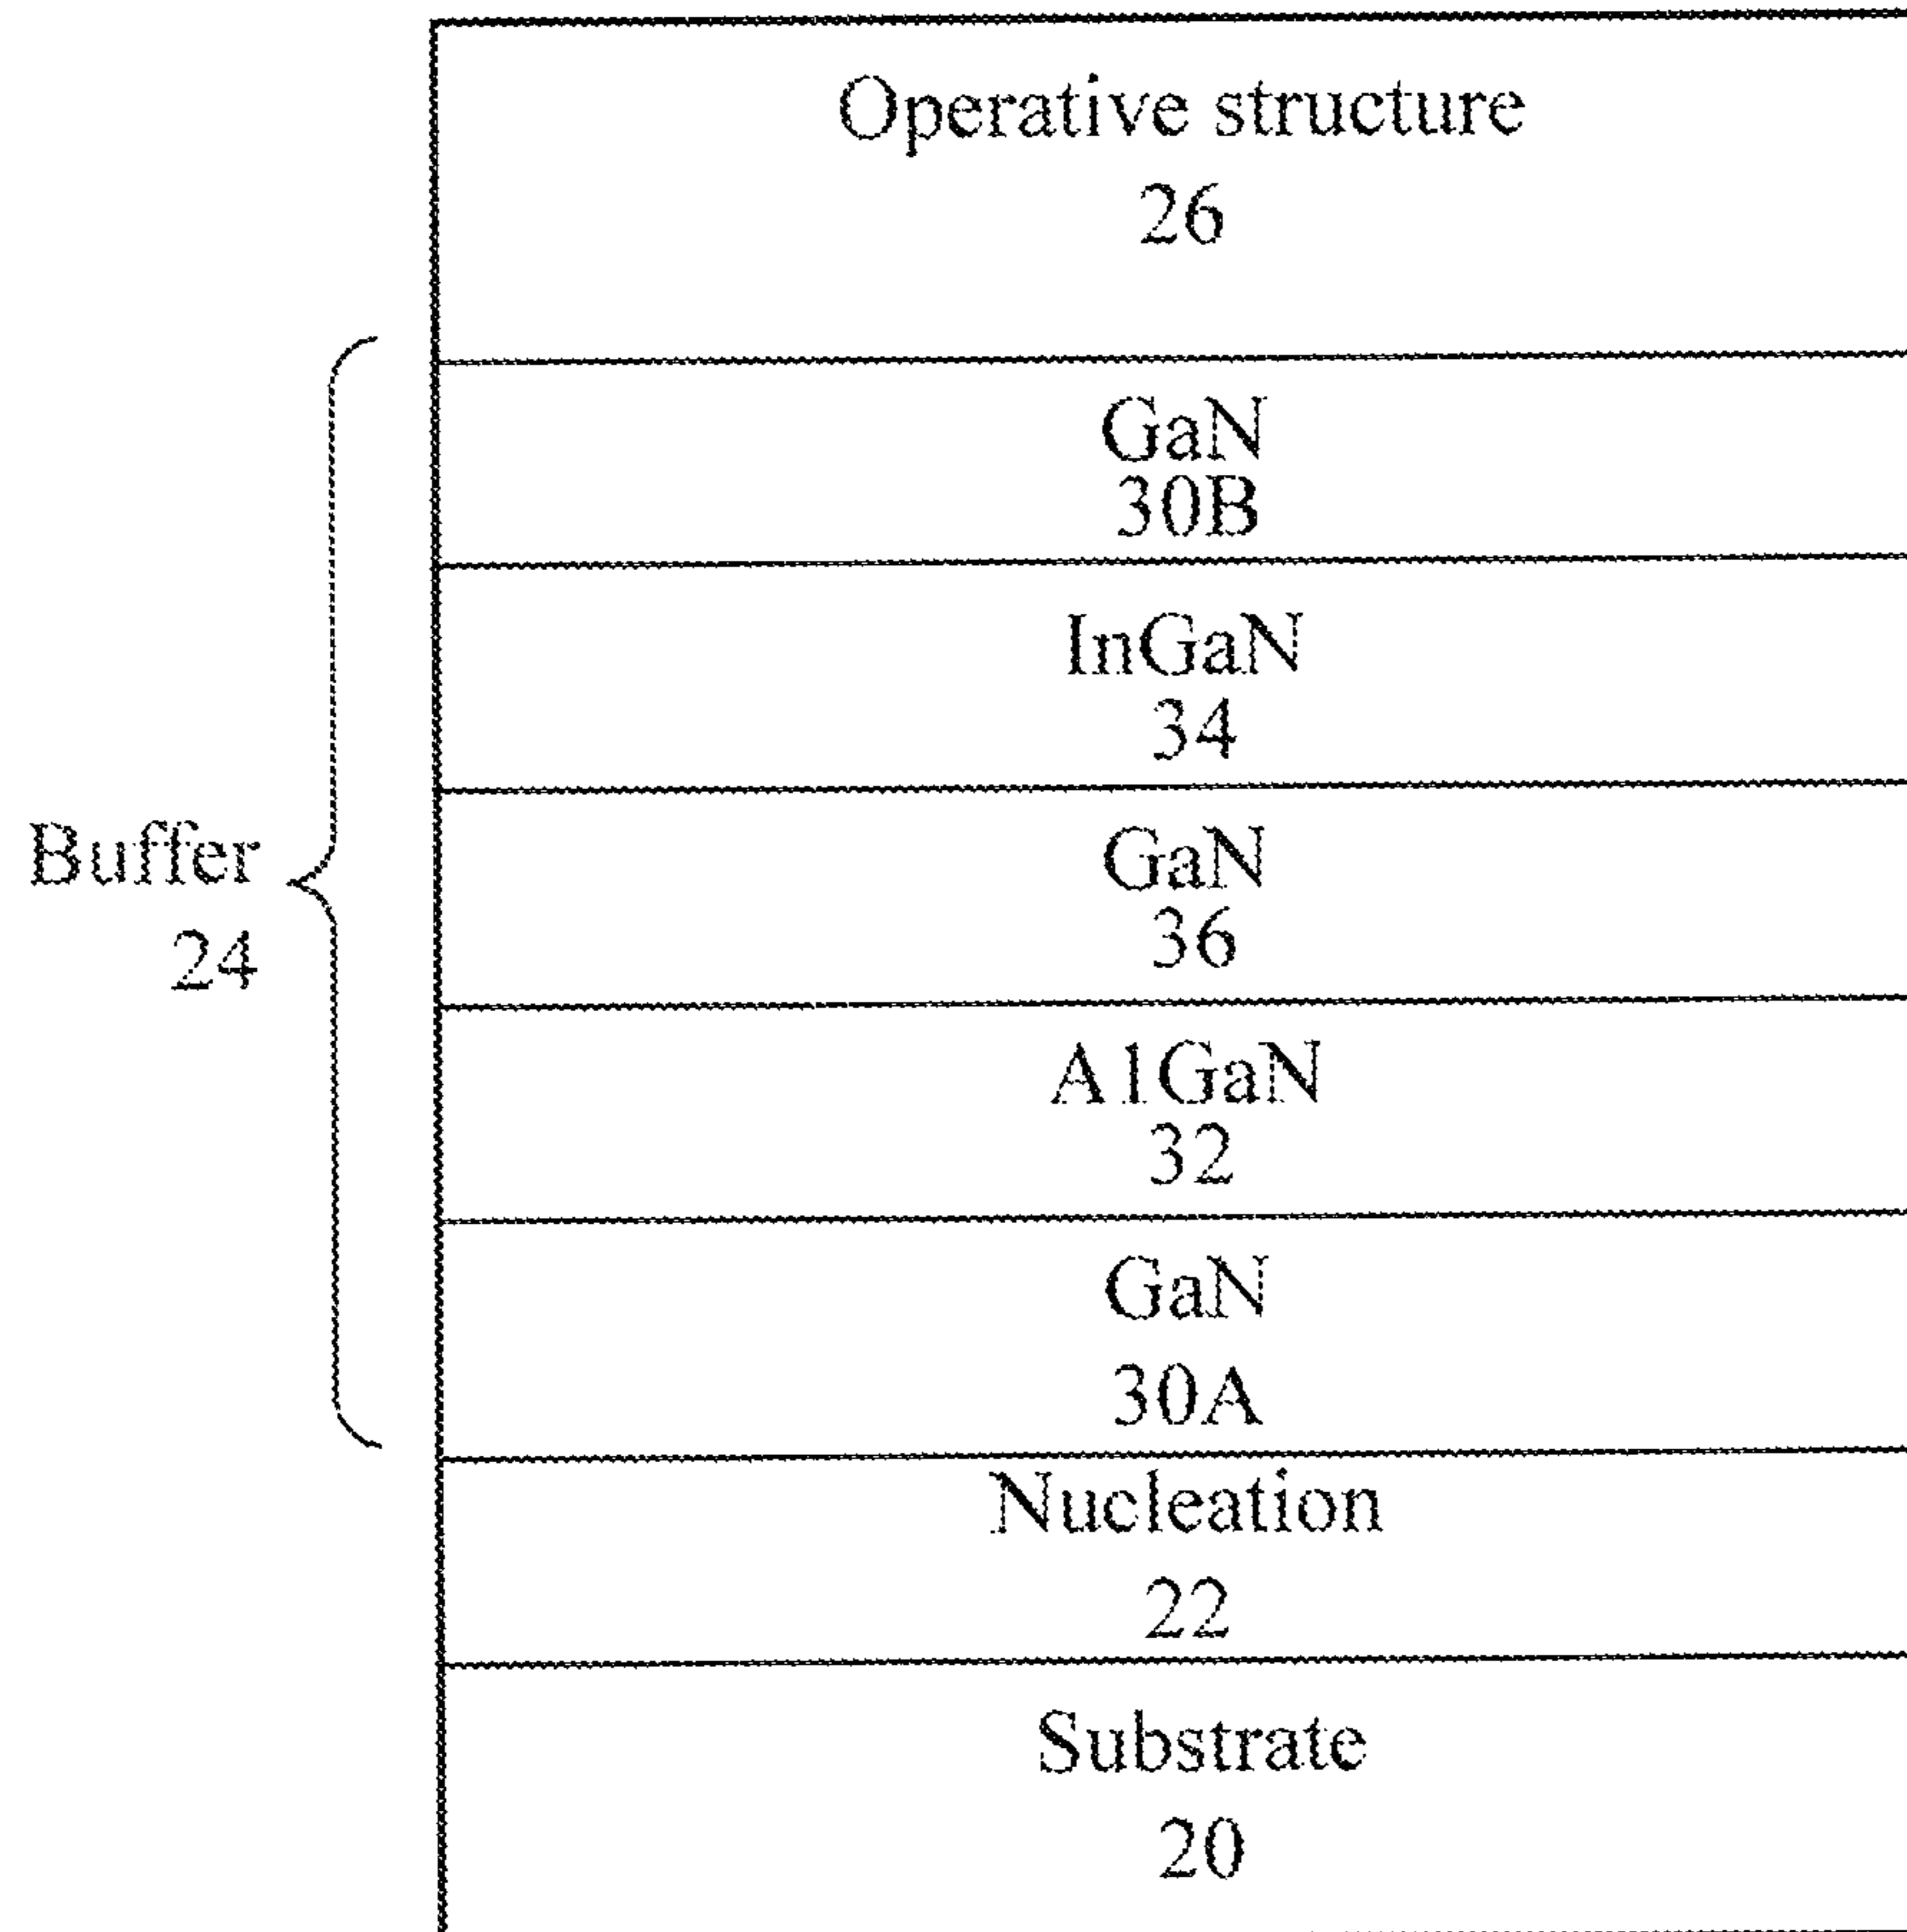 Operative structure
26
GaN
30B
InGaN
34
GaN
36
Buffer
24
AlGaN
32
GaN
30A
Nucleation
22
Substrate
20